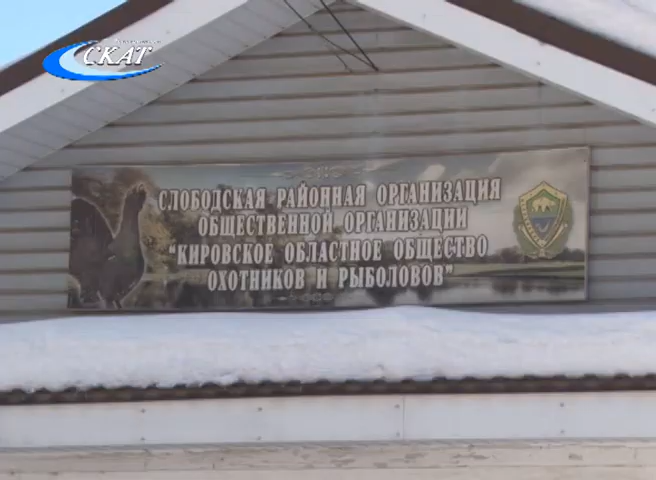 СКАТ
СЛОБОДСКАЯ РАЙОННАЯ ОРГАНИЗАЦИЯ
ОБЩЕСТВЕННОЙ ОРГАНИЗАЦИИ
"КИРОВСКОЕ ОБЛАСТНОЕ ОБЩЕСТВО
ОХОТНИКОВ И РЫБОЛОВОВ"